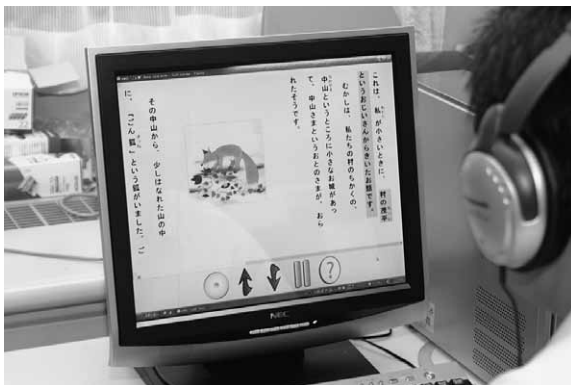 これは、私が小さいときに、村の茂平
というおじいさんからきいたお話です。
むかしは、私たちの村のちかくの、
中山というところに小さなお城があっ
て、中山さまというおとのさまが、おら
れたそうです。
その中山から、少しはなれた山の中
に、「ごん狐」という狐がいました。ご
?
NEC